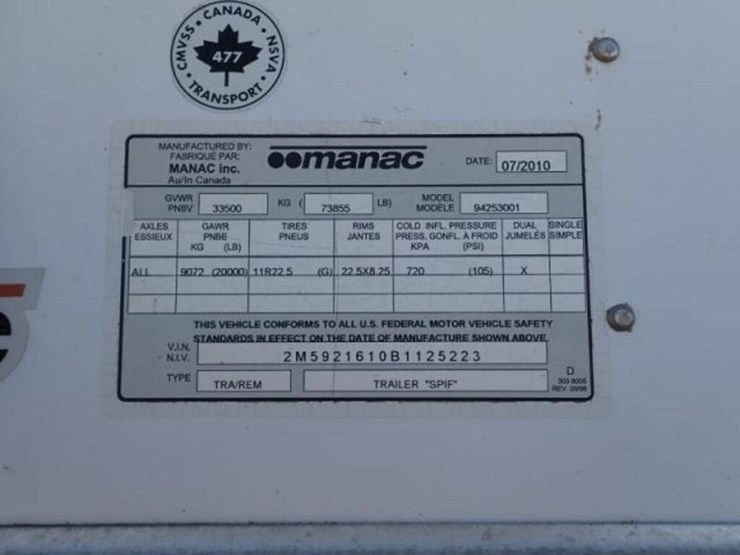 CMVSS • CANADA • NSVA
477
• TRANSPORT •
MANUFACTURED BY:
FABRIQUE PAR:
MANAC inc.
Au/In Canada
manac
DATE: 07/2010
GVWR PNBV 33500 KG ( 73855 LB) MODEL MODÈLE 94253001
AXLES GAWR TIRES RIMS COLD INFL. PRESSURE DUAL SINGLE
ESSIEUX PNBE PNEUS JANTES PRESS. GONFL. À FROID JUMELÉS SIMPLE
KG (LB) KPA (PSI)
ALL 9072 (20000) 11R22.5 (G) 22.5X8.25 720 (105) X
THIS VEHICLE CONFORMS TO ALL U.S. FEDERAL MOTOR VEHICLE SAFETY
STANDARDS IN EFFECT ON THE DATE OF MANUFACTURE SHOWN ABOVE
V.I.N.
N.I.V. 2M5921610B1125223
TYPE TRA/REM TRAILER "SPIF"
D
e